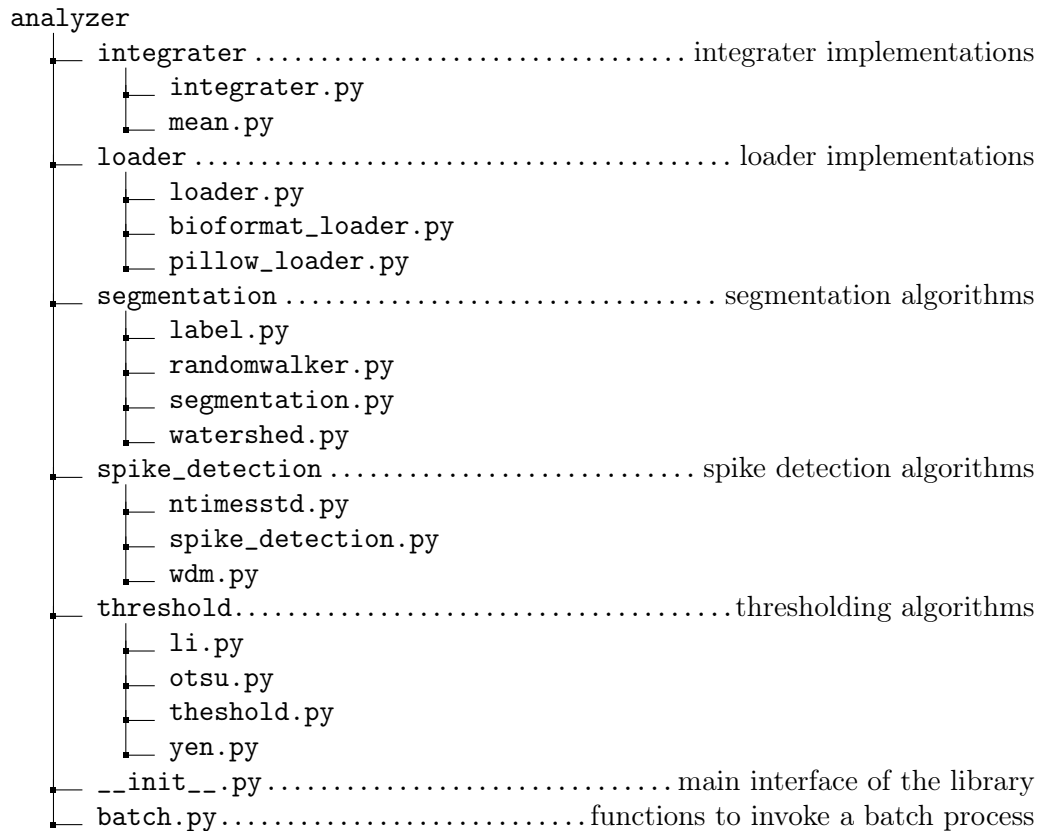 analyzer
integrater ................................. integrater implementations
integrater.py
mean.py
loader ........................................ loader implementations
loader.py
bioformat_loader.py
pillow_loader.py
segmentation ................................ segmentation algorithms
label.py
randomwalker.py
segmentation.py
watershed.py
spike_detection ........................... spike detection algorithms
ntimesstd.py
spike_detection.py
wdm.py
threshold.....................................thresholding algorithms
li.py
otsu.py
theshold.py
yen.py
__init__.py............................... main interface of the library
batch.py............................functions to invoke a batch process